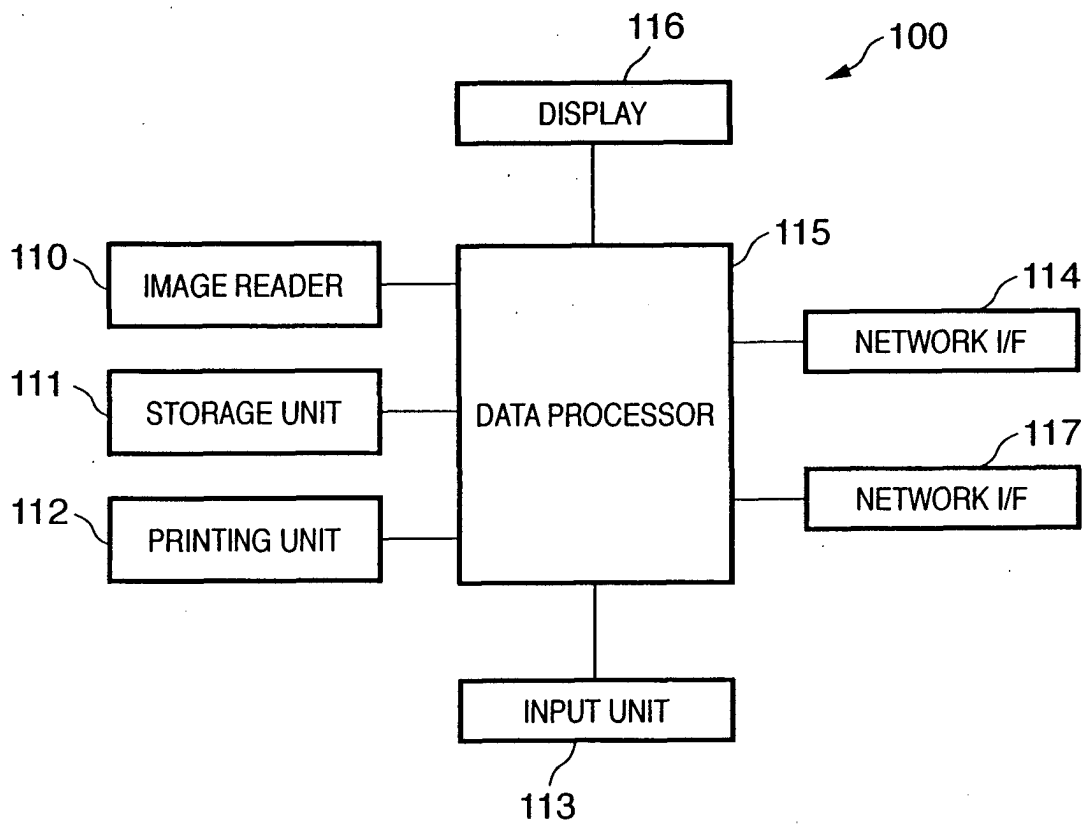 116
100
DISPLAY
115
110
IMAGE READER
114
NETWORK I/F
111
STORAGE UNIT
DATA PROCESSOR
117
NETWORK I/F
112
PRINTING UNIT
INPUT UNIT
113